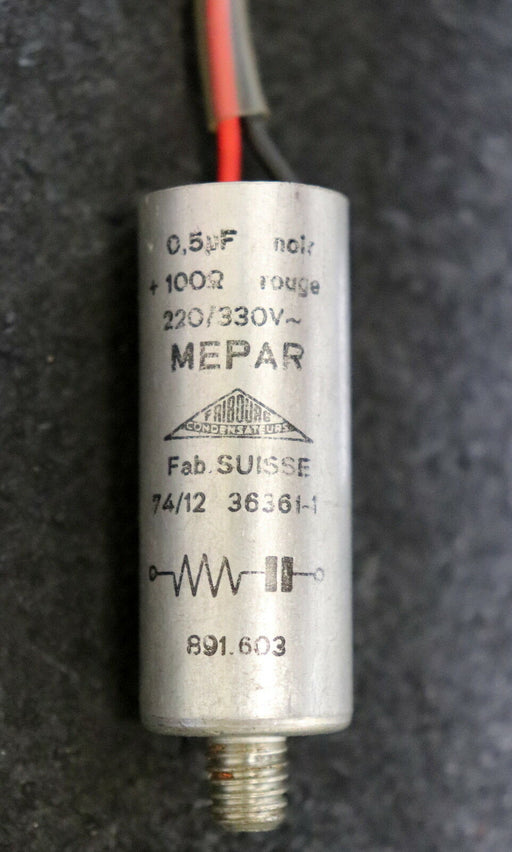 0,5µF noir
+ 100Ω rouge
220/330V~
MEPAR
FRIBOURG
CONDENSATEURS
Fab. SUISSE
74/12 36361-1
891.603